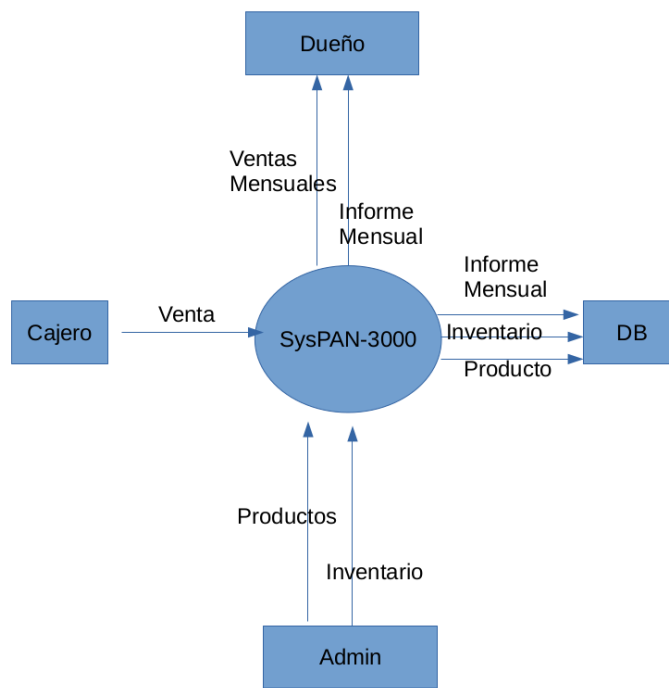 Dueño
Ventas
Mensuales
Informe
Mensual
Informe
Mensual
Cajero
Venta
SysPAN-3000
Inventario
DB
Producto
Productos
Inventario
Admin